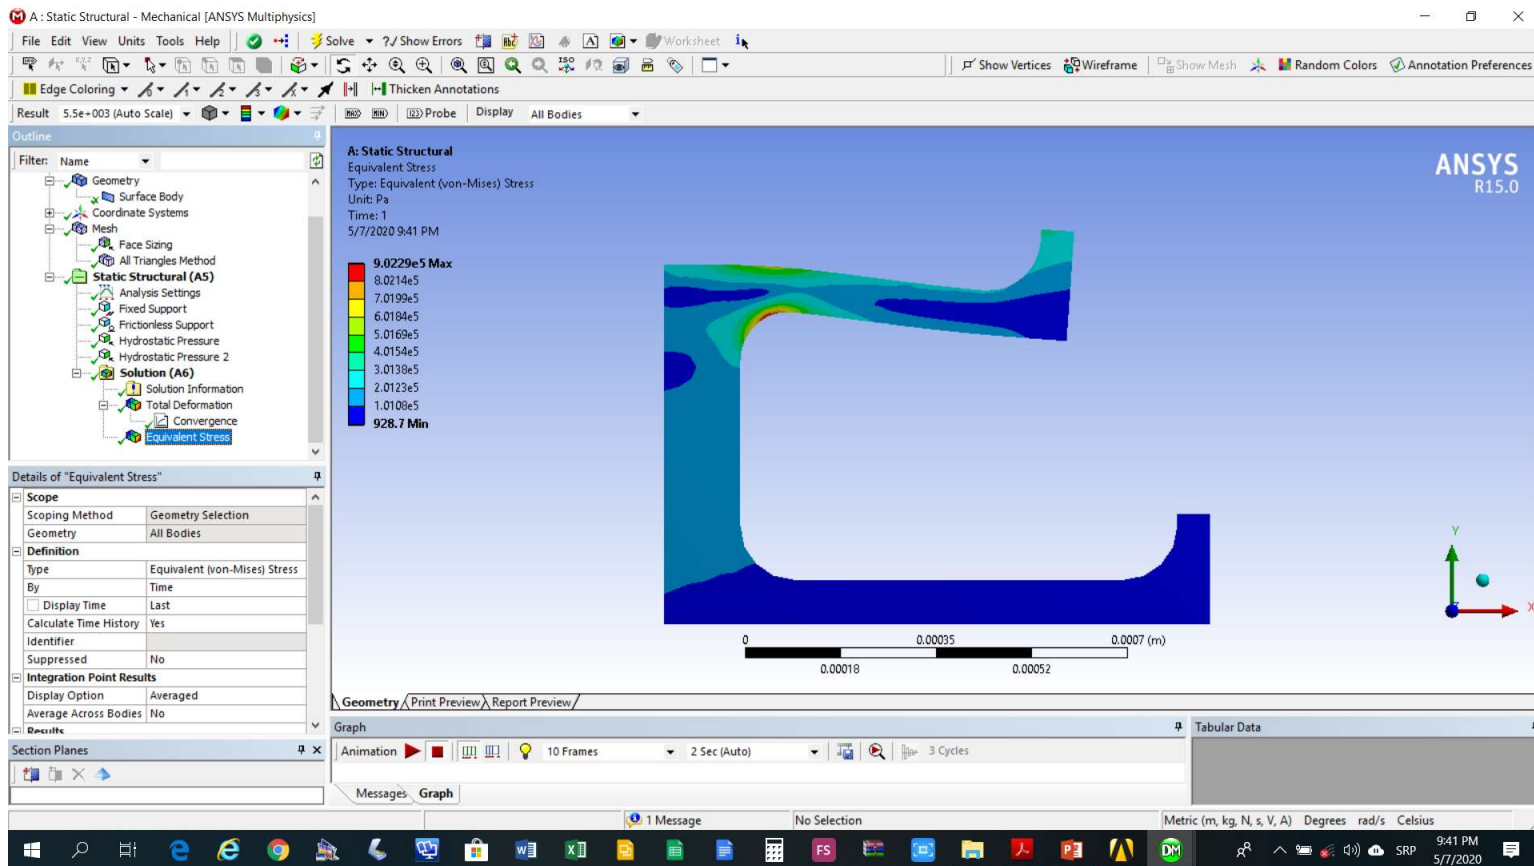 A : Static Structural - Mechanical [ANSYS Multiphysics]
File Edit View Units Tools Help Solve ?/ Show Errors Worksheet
Show Vertices Wireframe Show Mesh Random Colors Annotation Preferences
Edge Coloring Thicken Annotations
Result 5.5e+003 (Auto Scale) MAX MIN 123 Probe Display All Bodies
Outline
Filter: Name
Geometry
Surface Body
Coordinate Systems
Mesh
Face Sizing
All Triangles Method
Static Structural (A5)
Analysis Settings
Fixed Support
Frictionless Support
Hydrostatic Pressure
Hydrostatic Pressure 2
Solution (A6)
Solution Information
Total Deformation
Convergence
Equivalent Stress
Details of "Equivalent Stress"
Scope
Scoping Method Geometry Selection
Geometry All Bodies
Definition
Type Equivalent (von-Mises) Stress
By Time
Display Time Last
Calculate Time History Yes
Identifier
Suppressed No
Integration Point Results
Display Option Averaged
Average Across Bodies No
Results
Section Planes
A: Static Structural
Equivalent Stress
Type: Equivalent (von-Mises) Stress
Unit: Pa
Time: 1
5/7/2020 9:41 PM
9.0229e5 Max
8.0214e5
7.0199e5
6.0184e5
5.0169e5
4.0154e5
3.0138e5
2.0123e5
1.0108e5
928.7 Min
ANSYS
R15.0
Y
X
0 0.00035 0.0007 (m)
0.00018 0.00052
Geometry Print Preview Report Preview
Graph
Animation 10 Frames 2 Sec (Auto) 3 Cycles
Messages Graph
Tabular Data
1 Message No Selection Metric (m, kg, N, s, V, A) Degrees rad/s Celsius
FS DM SRP 9:41 PM
5/7/2020